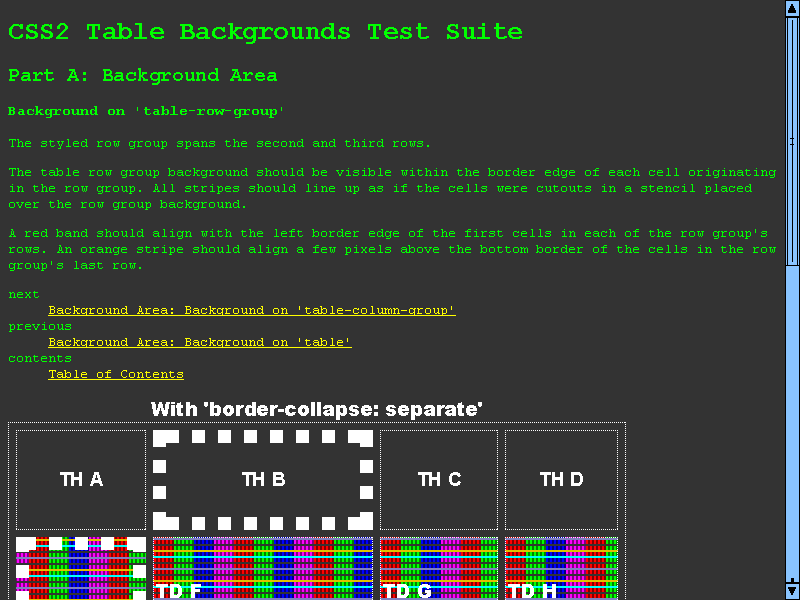 CSS2 Table Backgrounds Test Suite
Part A: Background Area
Background on 'table-row-group'
The styled row group spans the second and third rows.
The table row group background should be visible within the border edge of each cell originating
in the row group. All stripes should line up as if the cells were cutouts in a stencil placed
over the row group background.
A red band should align with the left border edge of the first cells in each of the row group's
rows. An orange stripe should align a few pixels above the bottom border of the cells in the row
group's last row.
next
Background Area: Background on 'table-column-group'
previous
Background Area: Background on 'table'
contents
Table of Contents
With 'border-collapse: separate'
TH A TH B TH C TH D
TD F TD G TD H